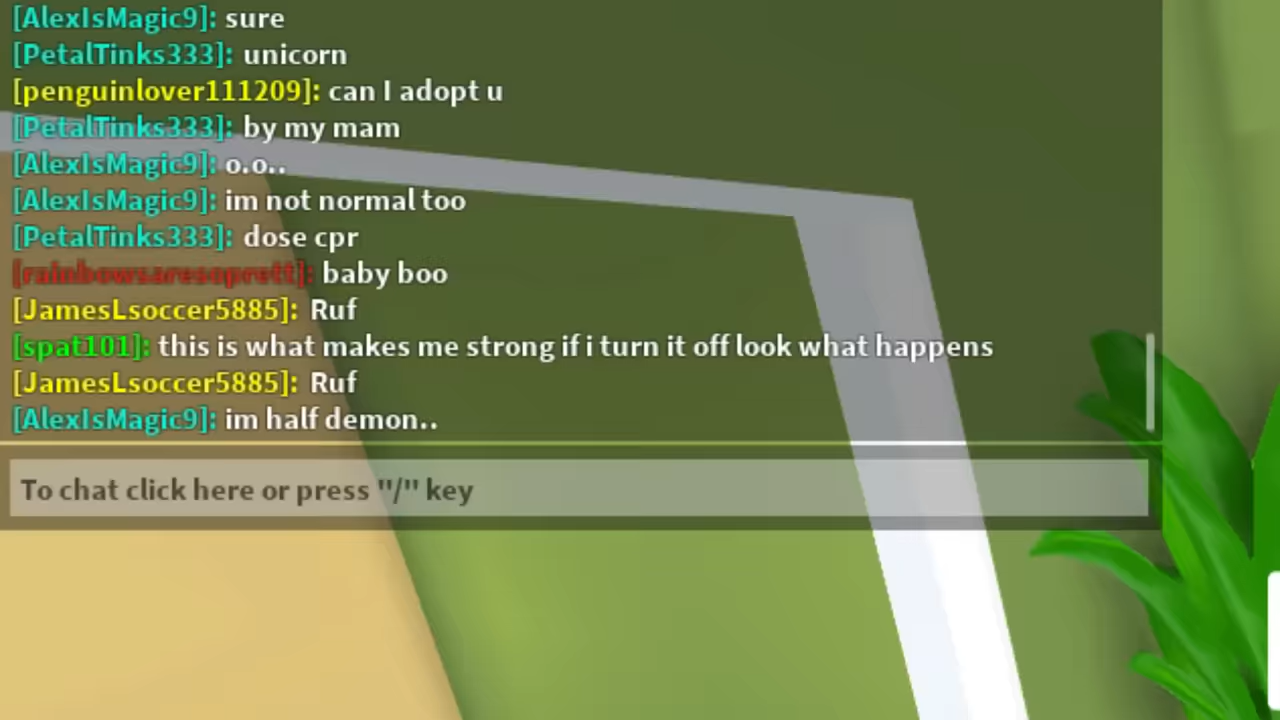 [AlexIsMagic9]: sure
[PetalTinks333]: unicorn
[penguinlover111209]: can I adopt u
[PetalTinks333]: by my mam
[AlexIsMagic9]: o.o..
[AlexIsMagic9]: im not normal too
[PetalTinks333]: dose cpr
[rainbowsaresoprett]: baby boo
[JamesLsoccer5885]: Ruf
[spat101]: this is what makes me strong if i turn it off look what happens
[JamesLsoccer5885]: Ruf
[AlexIsMagic9]: im half demon..
To chat click here or press "/" key